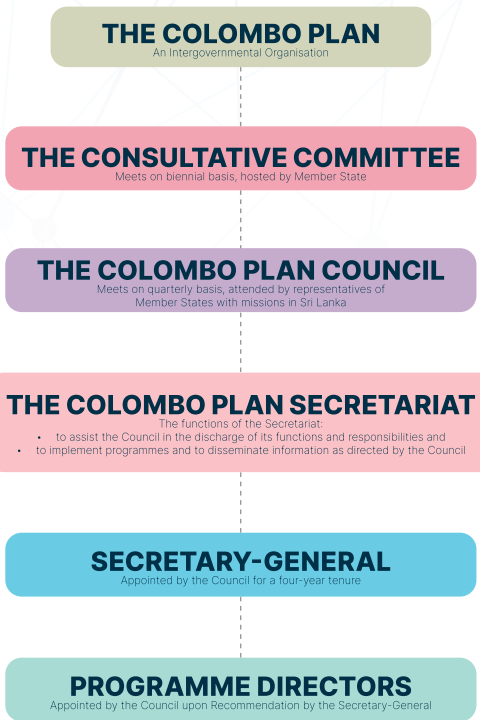 THE COLOMBO PLAN
An Intergovernmental Organisation
THE CONSULTATIVE COMMITTEE
Meets on biennial basis, hosted by Member State
THE COLOMBO PLAN COUNCIL
Meets on quarterly basis, attended by representatives of
Member States with missions in Sri Lanka
THE COLOMBO PLAN SECRETARIAT
The functions of the Secretariat:
• to assist the Council in the discharge of its functions and responsibilities and
• to implement programmes and to disseminate information as directed by the Council
SECRETARY-GENERAL
Appointed by the Council for a four-year tenure
PROGRAMME DIRECTORS
Appointed by the Council upon Recommendation by the Secretary-General